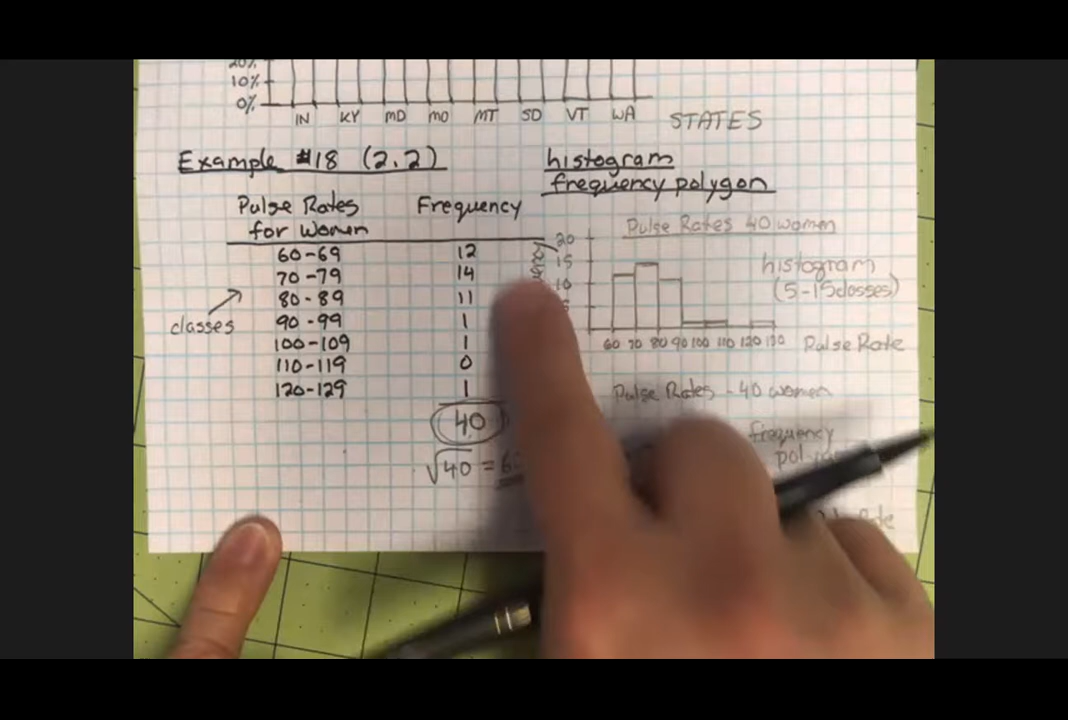 20%
10%
0%
IN KY MD MO MT SD VT WA STATES
Example #18 (2.2)
histogram
frequency polygon
Pulse Rates
for Women
Frequency
60-69 12
70-79 14
80-89 11
90-99 1
100-109 1
110-119 0
120-129 1
classes
40
√40 =
Pulse Rates 40 women
20
15
10
histogram
(5-15 classes)
60 70 80 90 100 110 120 130 Pulse Rate
Pulse Rates - 40 women
frequency